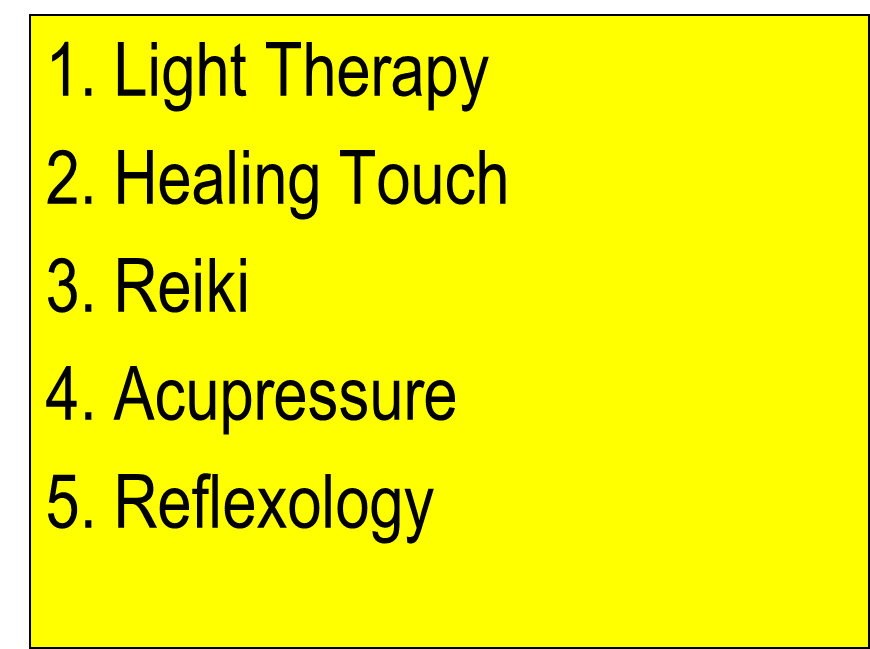 1. Light Therapy
2. Healing Touch
3. Reiki
4. Acupressure
5. Reflexology